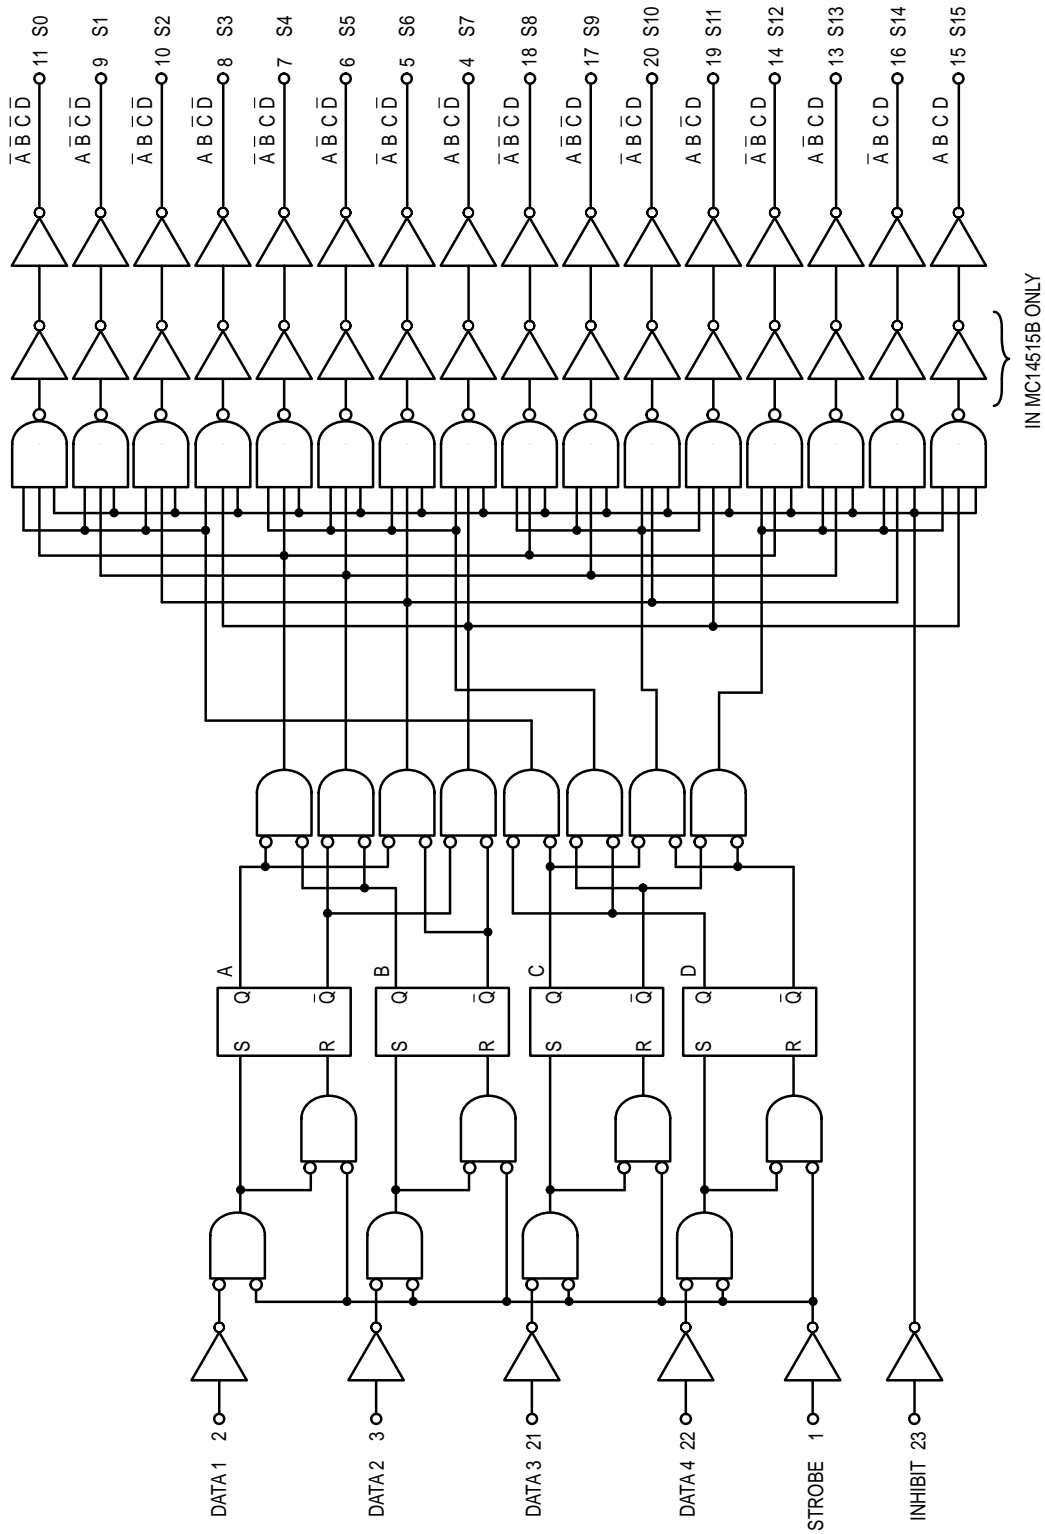 A̅ B̅ C̅ D̅ 11 S0
A B̅ C̅ D̅ 9 S1
A̅ B C̅ D̅ 10 S2
A B C̅ D̅ 8 S3
A̅ B̅ C D̅ 7 S4
A B̅ C D̅ 6 S5
A̅ B C D̅ 5 S6
A B C D̅ 4 S7
A̅ B̅ C̅ D 18 S8
A B̅ C̅ D 17 S9
A̅ B C̅ D 20 S10
A B C̅ D 19 S11
A̅ B̅ C D 14 S12
A B̅ C D 13 S13
A̅ B C D 16 S14
A B C D 15 S15
DATA 1 2
S Q A
R Q̅
DATA 2 3
S Q B
R Q̅
DATA 3 21
S Q C
R Q̅
DATA 4 22
S Q D
R Q̅
STROBE 1
INHIBIT 23
IN MC14515B ONLY